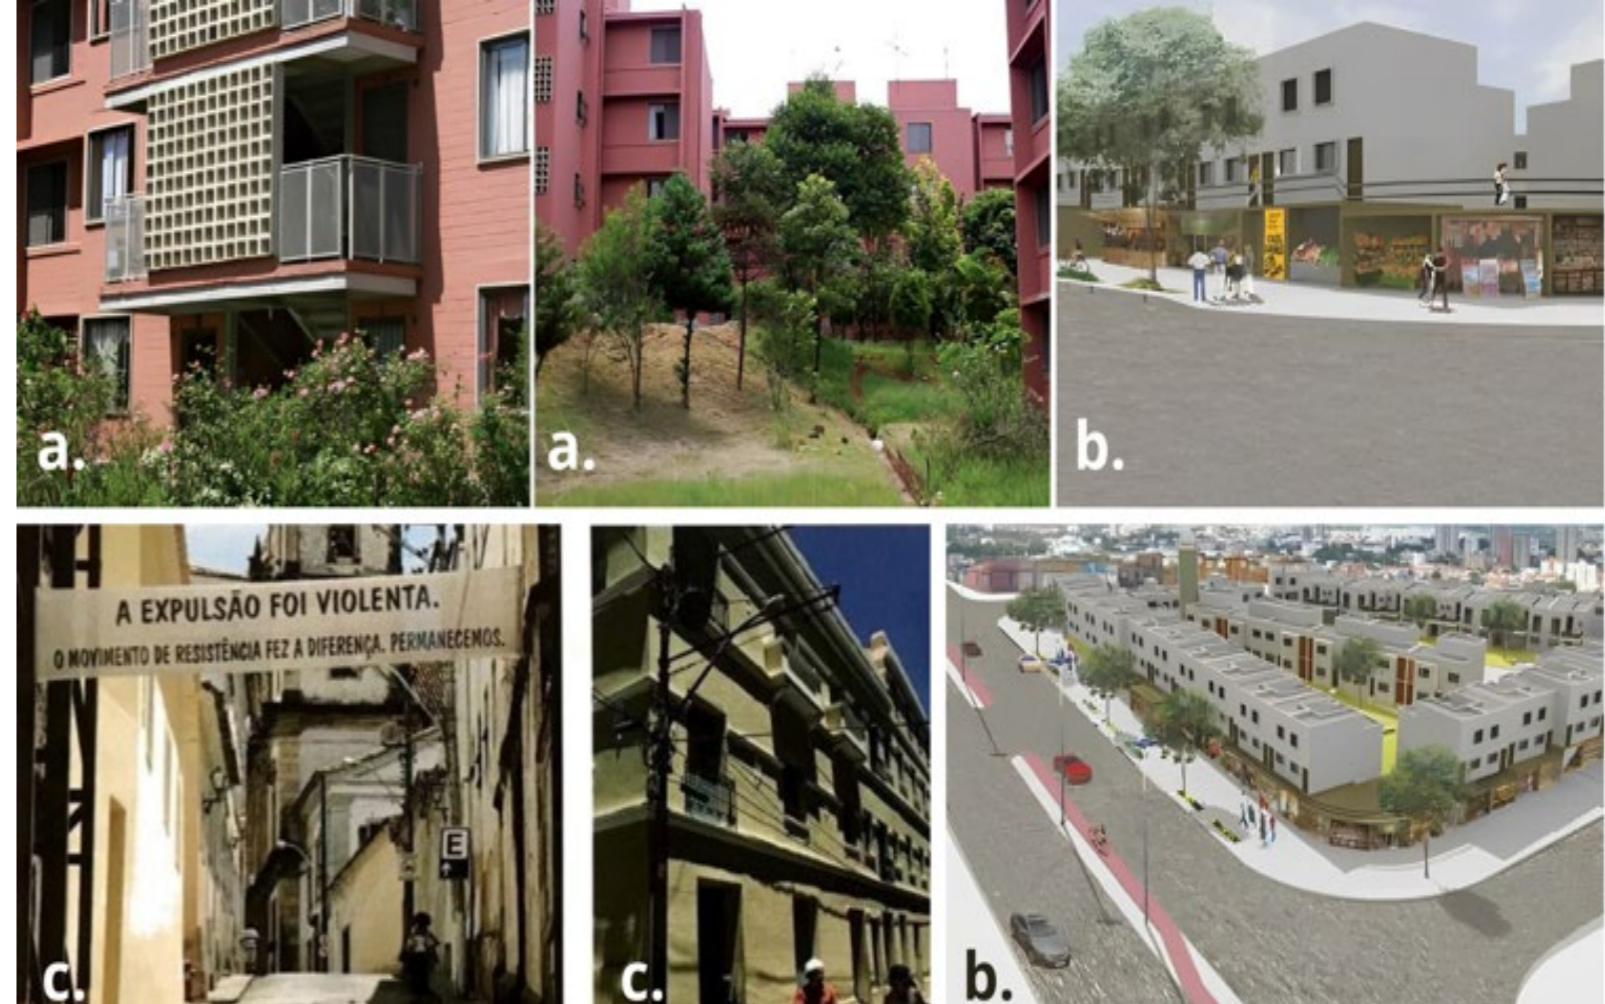 a.
a.
b.
A EXPULSÃO FOI VIOLENTA.
O MOVIMENTO DE RESISTÊNCIA FEZ A DIFERENÇA. PERMANECEMOS.
E
c.
c.
b.